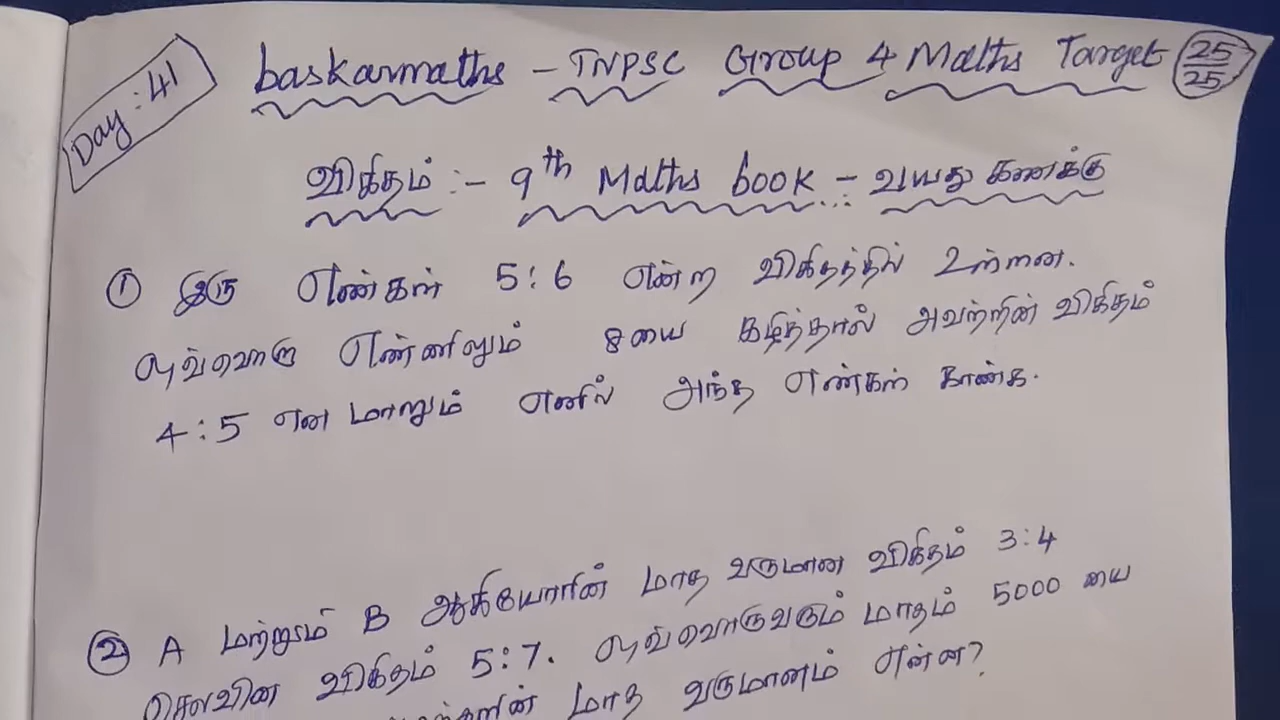 Day: 41
baskarmaths - TNPSC Group 4 Maths Target 25/25
விகிதம் :- 9th Maths book - வயது கணக்கு
① இரு எண்கள் 5:6 என்ற விகிதத்தில் உள்ளன.
ஒவ்வொரு எண்ணிலும் 8யை கழித்தால் அவற்றின் விகிதம்
4:5 என மாறும் எனில் அந்த எண்கள் காண்க.
② A மற்றும் B ஆகியோரின் மாத வருமான விகிதம் 3:4
செலவின விகிதம் 5:7. ஒவ்வொருவரும் மாதம் 5000 யை
மாத வருமானம் என்ன?